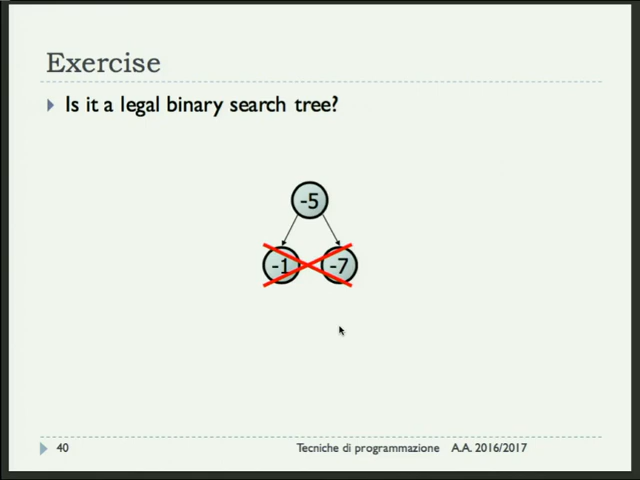 Exercise
Is it a legal binary search tree?
-5
-1 -7
40 Tecniche di programmazione A.A. 2016/2017